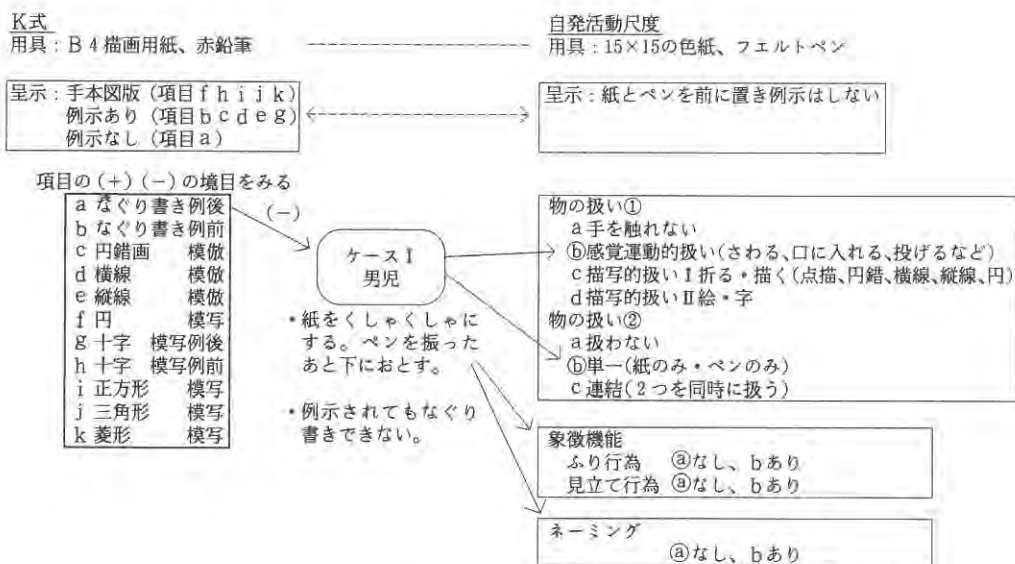 K式
用具：B4描画用紙、赤鉛筆
自発活動尺度
用具：15×15の色紙、フェルトペン
呈示：手本図版（項目f h i j k）
例示あり（項目b c d e g）
例示なし（項目a）
呈示：紙とペンを前に置き例示はしない
項目の(+)(−)の境目をみる
a なぐり書き例後
b なぐり書き例前
c 円錯画 模倣
d 横線 模倣
e 縦線 模倣
f 円 模写
g 十字 模写例後
h 十字 模写例前
i 正方形 模写
j 三角形 模写
k 菱形 模写
(−)
ケースⅠ
男児
・紙をくしゃくしゃに
する。ペンを振った
あと下におとす。
・例示されてもなぐり
書きできない。
物の扱い①
a手を触れない
ⓑ感覚運動的扱い(さわる、口に入れる、投げるなど)
c描写的扱いⅠ折る・描く(点描、円錯、横線、縦線、円)
d描写的扱いⅡ絵・字
物の扱い②
a扱わない
ⓑ単一(紙のみ・ペンのみ)
c連結(2つを同時に扱う)
象徴機能
ふり行為 ⓐなし、bあり
見立て行為 ⓐなし、bあり
ネーミング
ⓐなし、bあり